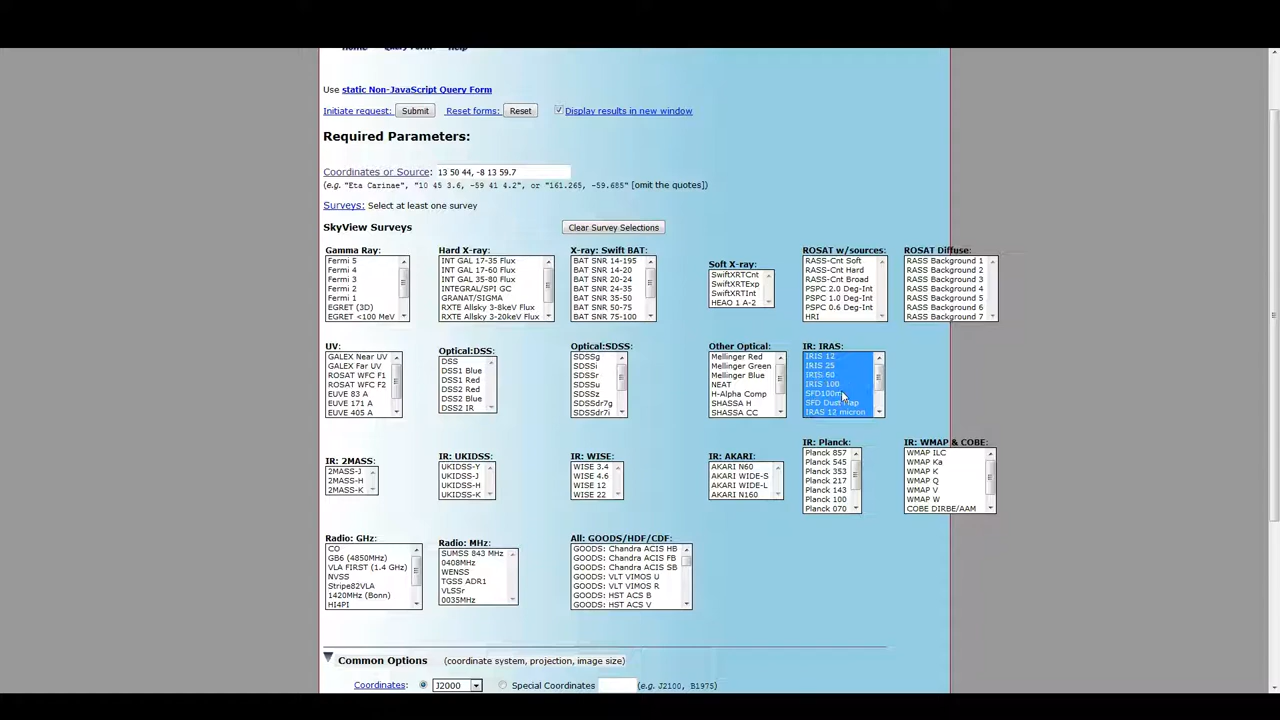 Home Query Form Help
Use static Non-JavaScript Query Form
Initiate request: Submit Reset forms: Reset Display results in new window
Required Parameters:
Coordinates or Source: 13 50 44, -8 13 59.7
(e.g. "Eta Carinae", "10 45 3.6, -59 41 4.2", or "161.265, -59.685" [omit the quotes])
Surveys: Select at least one survey
SkyView Surveys Clear Survey Selections
Gamma Ray:
Fermi 5
Fermi 4
Fermi 3
Fermi 2
Fermi 1
EGRET (3D)
EGRET <100 MeV
Hard X-ray:
INT GAL 17-35 Flux
INT GAL 17-60 Flux
INT GAL 35-80 Flux
INTEGRAL/SPI GC
GRANAT/SIGMA
RXTE Allsky 3-8keV Flux
RXTE Allsky 3-20keV Flux
X-ray: Swift BAT:
BAT SNR 14-195
BAT SNR 14-20
BAT SNR 20-24
BAT SNR 24-35
BAT SNR 35-50
BAT SNR 50-75
BAT SNR 75-100
Soft X-ray:
SwiftXRTCnt
SwiftXRTExp
SwiftXRTInt
HEAO 1 A-2
ROSAT w/sources:
RASS-Cnt Soft
RASS-Cnt Hard
RASS-Cnt Broad
PSPC 2.0 Deg-Int
PSPC 1.0 Deg-Int
PSPC 0.6 Deg-Int
HRI
ROSAT Diffuse:
RASS Background 1
RASS Background 2
RASS Background 3
RASS Background 4
RASS Background 5
RASS Background 6
RASS Background 7
UV:
GALEX Near UV
GALEX Far UV
ROSAT WFC F1
ROSAT WFC F2
EUVE 83 A
EUVE 171 A
EUVE 405 A
Optical:DSS:
DSS
DSS1 Blue
DSS1 Red
DSS2 Red
DSS2 Blue
DSS2 IR
Optical:SDSS:
SDSSg
SDSSi
SDSSr
SDSSu
SDSSz
SDSSdr7g
SDSSdr7i
Other Optical:
Mellinger Red
Mellinger Green
Mellinger Blue
NEAT
H-Alpha Comp
SHASSA H
SHASSA CC
IR: IRAS:
IRIS 12
IRIS 25
IRIS 60
IRIS 100
SFD100m
SFD Dust Map
IRAS 12 micron
IR: 2MASS:
2MASS-J
2MASS-H
2MASS-K
IR: UKIDSS:
UKIDSS-Y
UKIDSS-J
UKIDSS-H
UKIDSS-K
IR: WISE:
WISE 3.4
WISE 4.6
WISE 12
WISE 22
IR: AKARI:
AKARI N60
AKARI WIDE-S
AKARI WIDE-L
AKARI N160
IR: Planck:
Planck 857
Planck 545
Planck 353
Planck 217
Planck 143
Planck 100
Planck 070
IR: WMAP & COBE:
WMAP ILC
WMAP Ka
WMAP K
WMAP Q
WMAP V
WMAP W
COBE DIRBE/AAM
Radio: GHz:
CO
GB6 (4850MHz)
VLA FIRST (1.4 GHz)
NVSS
Stripe82VLA
1420MHz (Bonn)
HI4PI
Radio: MHz:
SUMSS 843 MHz
0408MHz
WENSS
TGSS ADR1
VLSSr
0035MHz
All: GOODS/HDF/CDF:
GOODS: Chandra ACIS HB
GOODS: Chandra ACIS FB
GOODS: Chandra ACIS SB
GOODS: VLT VIMOS U
GOODS: VLT VIMOS R
GOODS: HST ACS B
GOODS: HST ACS V
Common Options (coordinate system, projection, image size)
Coordinates: J2000 Special Coordinates (e.g. J2100, B1975)